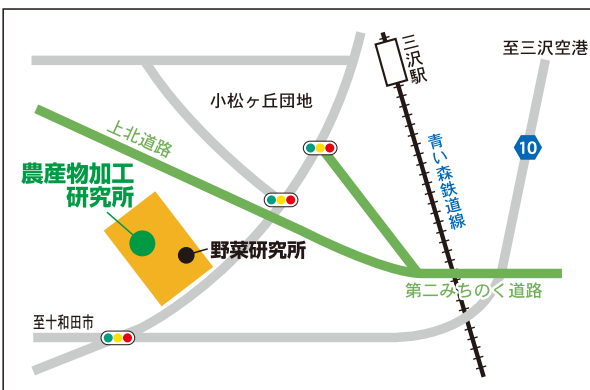 三沢駅
至三沢空港
小松ヶ丘団地
上北道路
青い森鉄道線
10
農産物加工
研究所
野菜研究所
第二みちのく道路
至十和田市